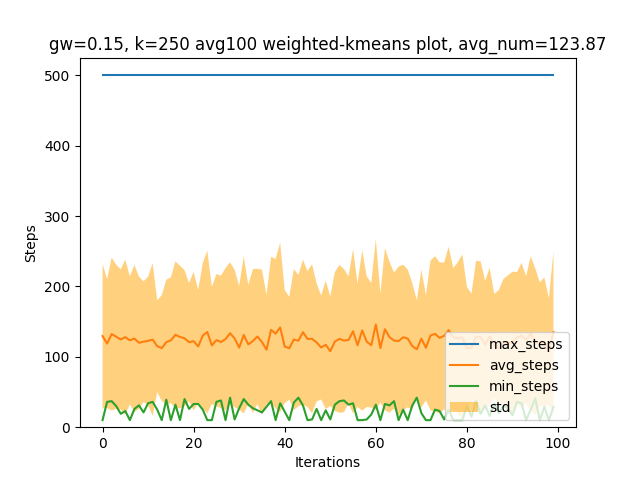 gw=0.15, k=250 avg100 weighted-kmeans plot, avg_num=123.87
500
400
300
200
100
0
Steps
max_steps
avg_steps
min_steps
std
0 20 40 60 80 100
Iterations